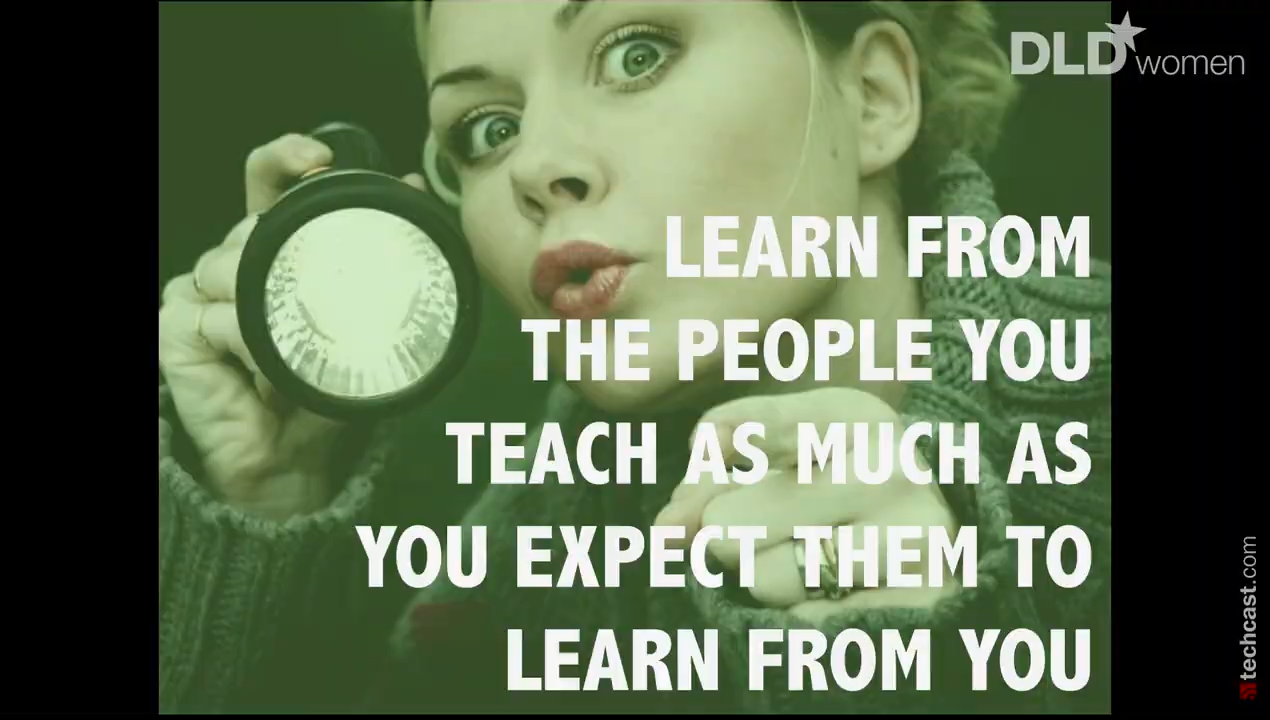 DLD women
LEARN FROM
THE PEOPLE YOU
TEACH AS MUCH AS
YOU EXPECT THEM TO
LEARN FROM YOU
techcast.com